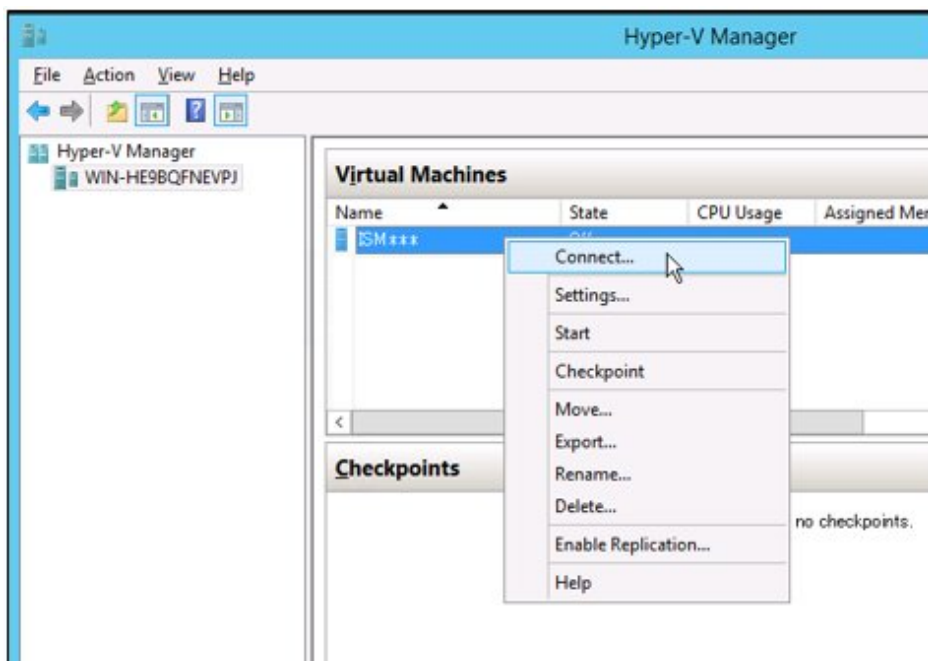 Hyper-V Manager
File Action View Help
Hyper-V Manager
WIN-HE9BQFNEVPJ
Virtual Machines
Name State CPU Usage Assigned Mer
ISM***
Connect...
Settings...
Start
Checkpoint
Move...
Export...
Rename...
Delete...
Enable Replication...
Help
Checkpoints
no checkpoints.